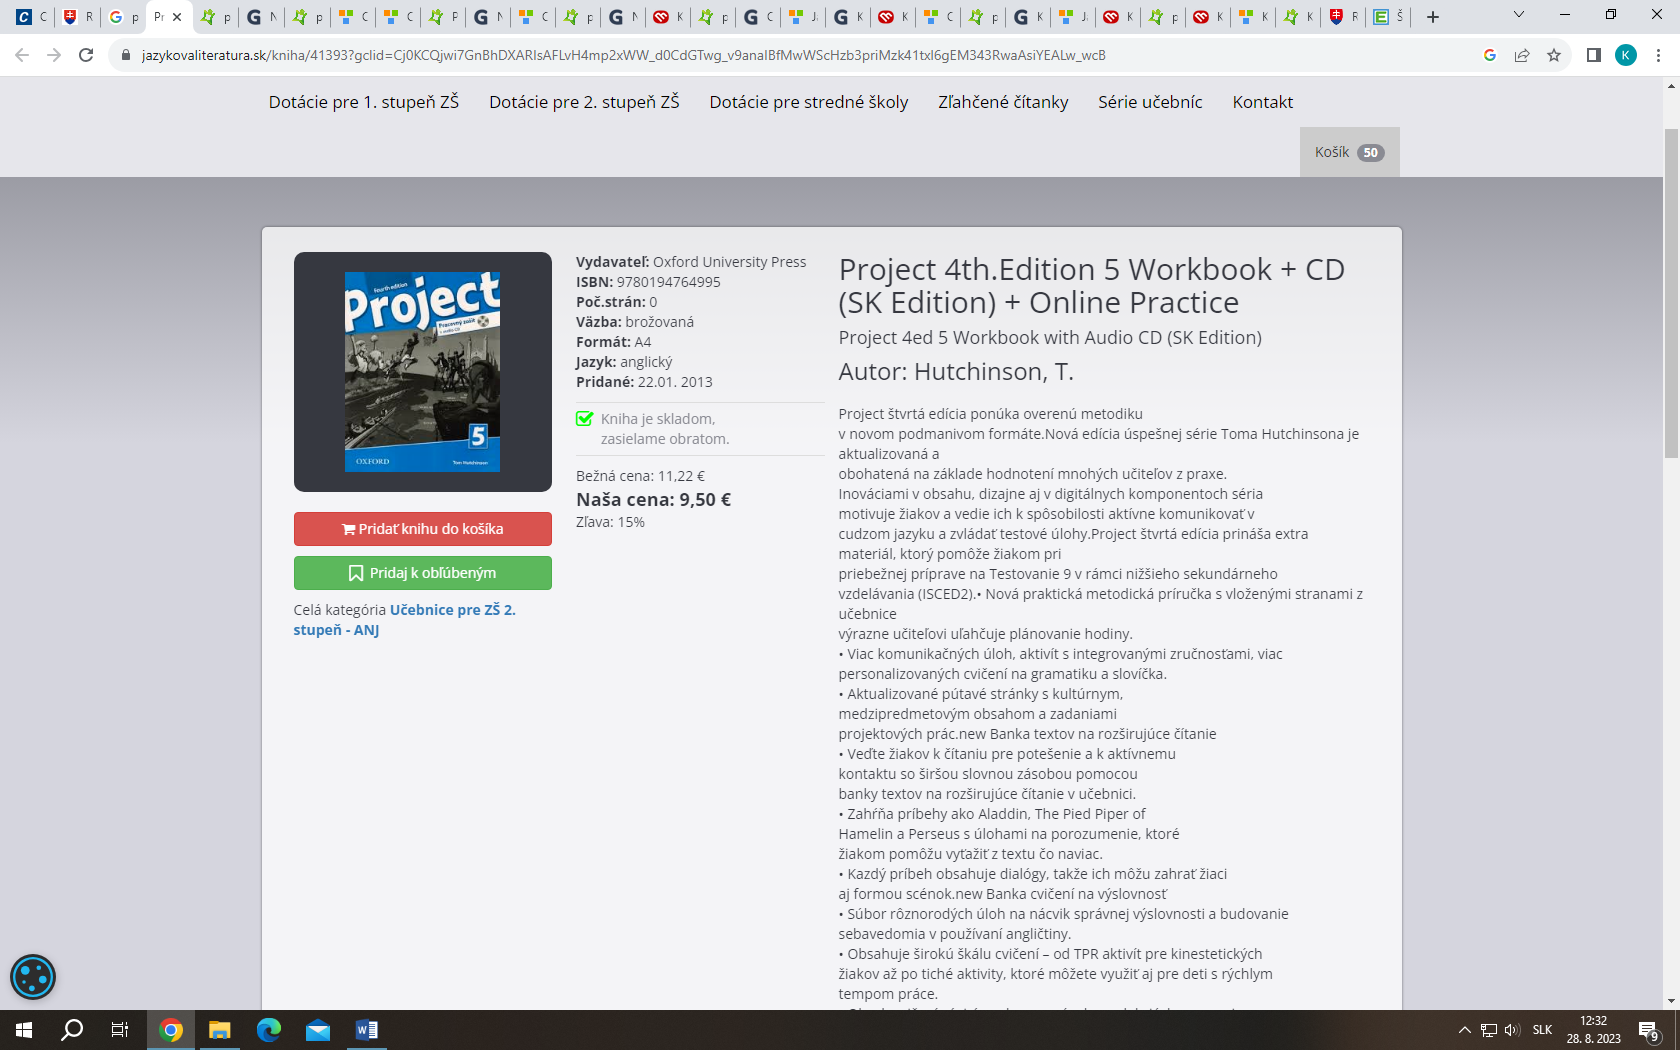 jazykovaliteratura.sk/kniha/41393?gclid=Cj0KCQjwi7GnBhDXARIsAFLvH4mp2xWW_d0CdGTwg_v9analBfMwWScHzb3priMzk41txl6gEM343RwaAsiYEALw_wcB
Dotácie pre 1. stupeň ZŠ
Dotácie pre 2. stupeň ZŠ
Dotácie pre stredné školy
Zľahčené čítanky
Série učebníc
Kontakt
Košík 50
Fourth edition
Project
Pracovný zošit
s audio CD
5
OXFORD
Tom Hutchinson
Pridať knihu do košíka
Pridaj k obľúbeným
Celá kategória Učebnice pre ZŠ 2.
stupeň - ANJ
Vydavateľ: Oxford University Press
ISBN: 9780194764995
Poč.strán: 0
Väzba: brožovaná
Formát: A4
Jazyk: anglický
Pridané: 22.01. 2013
Kniha je skladom,
zasielame obratom.
Bežná cena: 11,22 €
Naša cena: 9,50 €
Zľava: 15%
Project 4th.Edition 5 Workbook + CD
(SK Edition) + Online Practice
Project 4ed 5 Workbook with Audio CD (SK Edition)
Autor: Hutchinson, T.
Project štvrtá edícia ponúka overenú metodiku
v novom podmanivom formáte.Nová edícia úspešnej série Toma Hutchinsona je
aktualizovaná a
obohatená na základe hodnotení mnohých učiteľov z praxe.
Inováciami v obsahu, dizajne aj v digitálnych komponentoch séria
motivuje žiakov a vedie ich k spôsobilosti aktívne komunikovať v
cudzom jazyku a zvládať testové úlohy.Project štvrtá edícia prináša extra
materiál, ktorý pomôže žiakom pri
priebežnej príprave na Testovanie 9 v rámci nižšieho sekundárneho
vzdelávania (ISCED2).• Nová praktická metodická príručka s vloženými stranami z
učebnice
výrazne učiteľovi uľahčuje plánovanie hodiny.
• Viac komunikačných úloh, aktivít s integrovanými zručnosťami, viac
personalizovaných cvičení na gramatiku a slovíčka.
• Aktualizované pútavé stránky s kultúrnym,
medzipredmetovým obsahom a zadaniami
projektových prác.new Banka textov na rozširujúce čítanie
• Veďte žiakov k čítaniu pre potešenie a k aktívnemu
kontaktu so širšou slovnou zásobou pomocou
banky textov na rozširujúce čítanie v učebnici.
• Zahŕňa príbehy ako Aladdin, The Pied Piper of
Hamelin a Perseus s úlohami na porozumenie, ktoré
žiakom pomôžu vyťažiť z textu čo naviac.
• Kazdý príbeh obsahuje dialógy, takže ich môžu zahrať žiaci
aj formou scénok.new Banka cvičení na výslovnosť
• Súbor rôznorodých úloh na nácvik správnej výslovnosti a budovanie
sebavedomia v používaní angličtiny.
• Obsahuje širokú škálu cvičení – od TPR aktivít pre kinestetických
žiakov až po tiché aktivity, ktoré môžete využiť aj pre deti s rýchlym
tempom práce.
SLK
12:32
28. 8. 2023
9